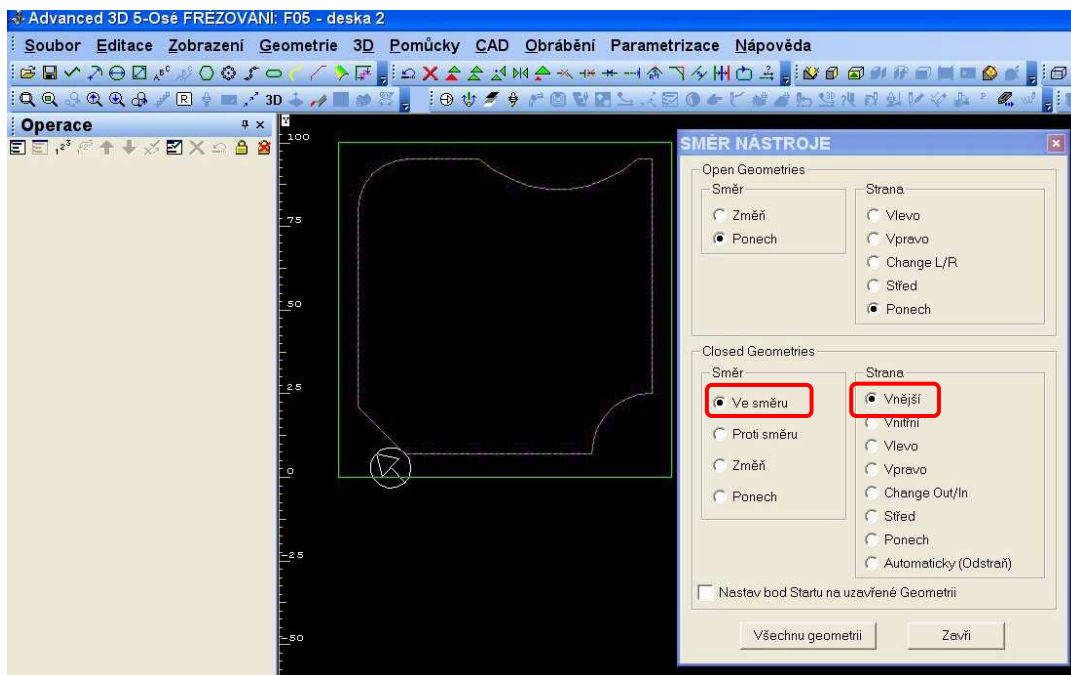 Advanced 3D 5-Osé FRÉZOVÁNÍ: F05 - deska 2
Soubor Editace Zobrazení Geometrie 3D Pomůcky CAD Obrábění Parametrizace Nápověda
3D
Operace
Y
100
75
50
25
0
-25
-50
SMĚR NÁSTROJE
Open Geometries
Směr
Změň
Ponech
Strana
Vlevo
Vpravo
Change L/R
Střed
Ponech
Closed Geometries
Směr
Ve směru
Proti směru
Změň
Ponech
Strana
Vnější
Vnitřní
Vlevo
Vpravo
Change Out/In
Střed
Ponech
Automaticky (Odstraň)
Nastav bod Startu na uzavřené Geometrii
Všechnu geometrii
Zavři